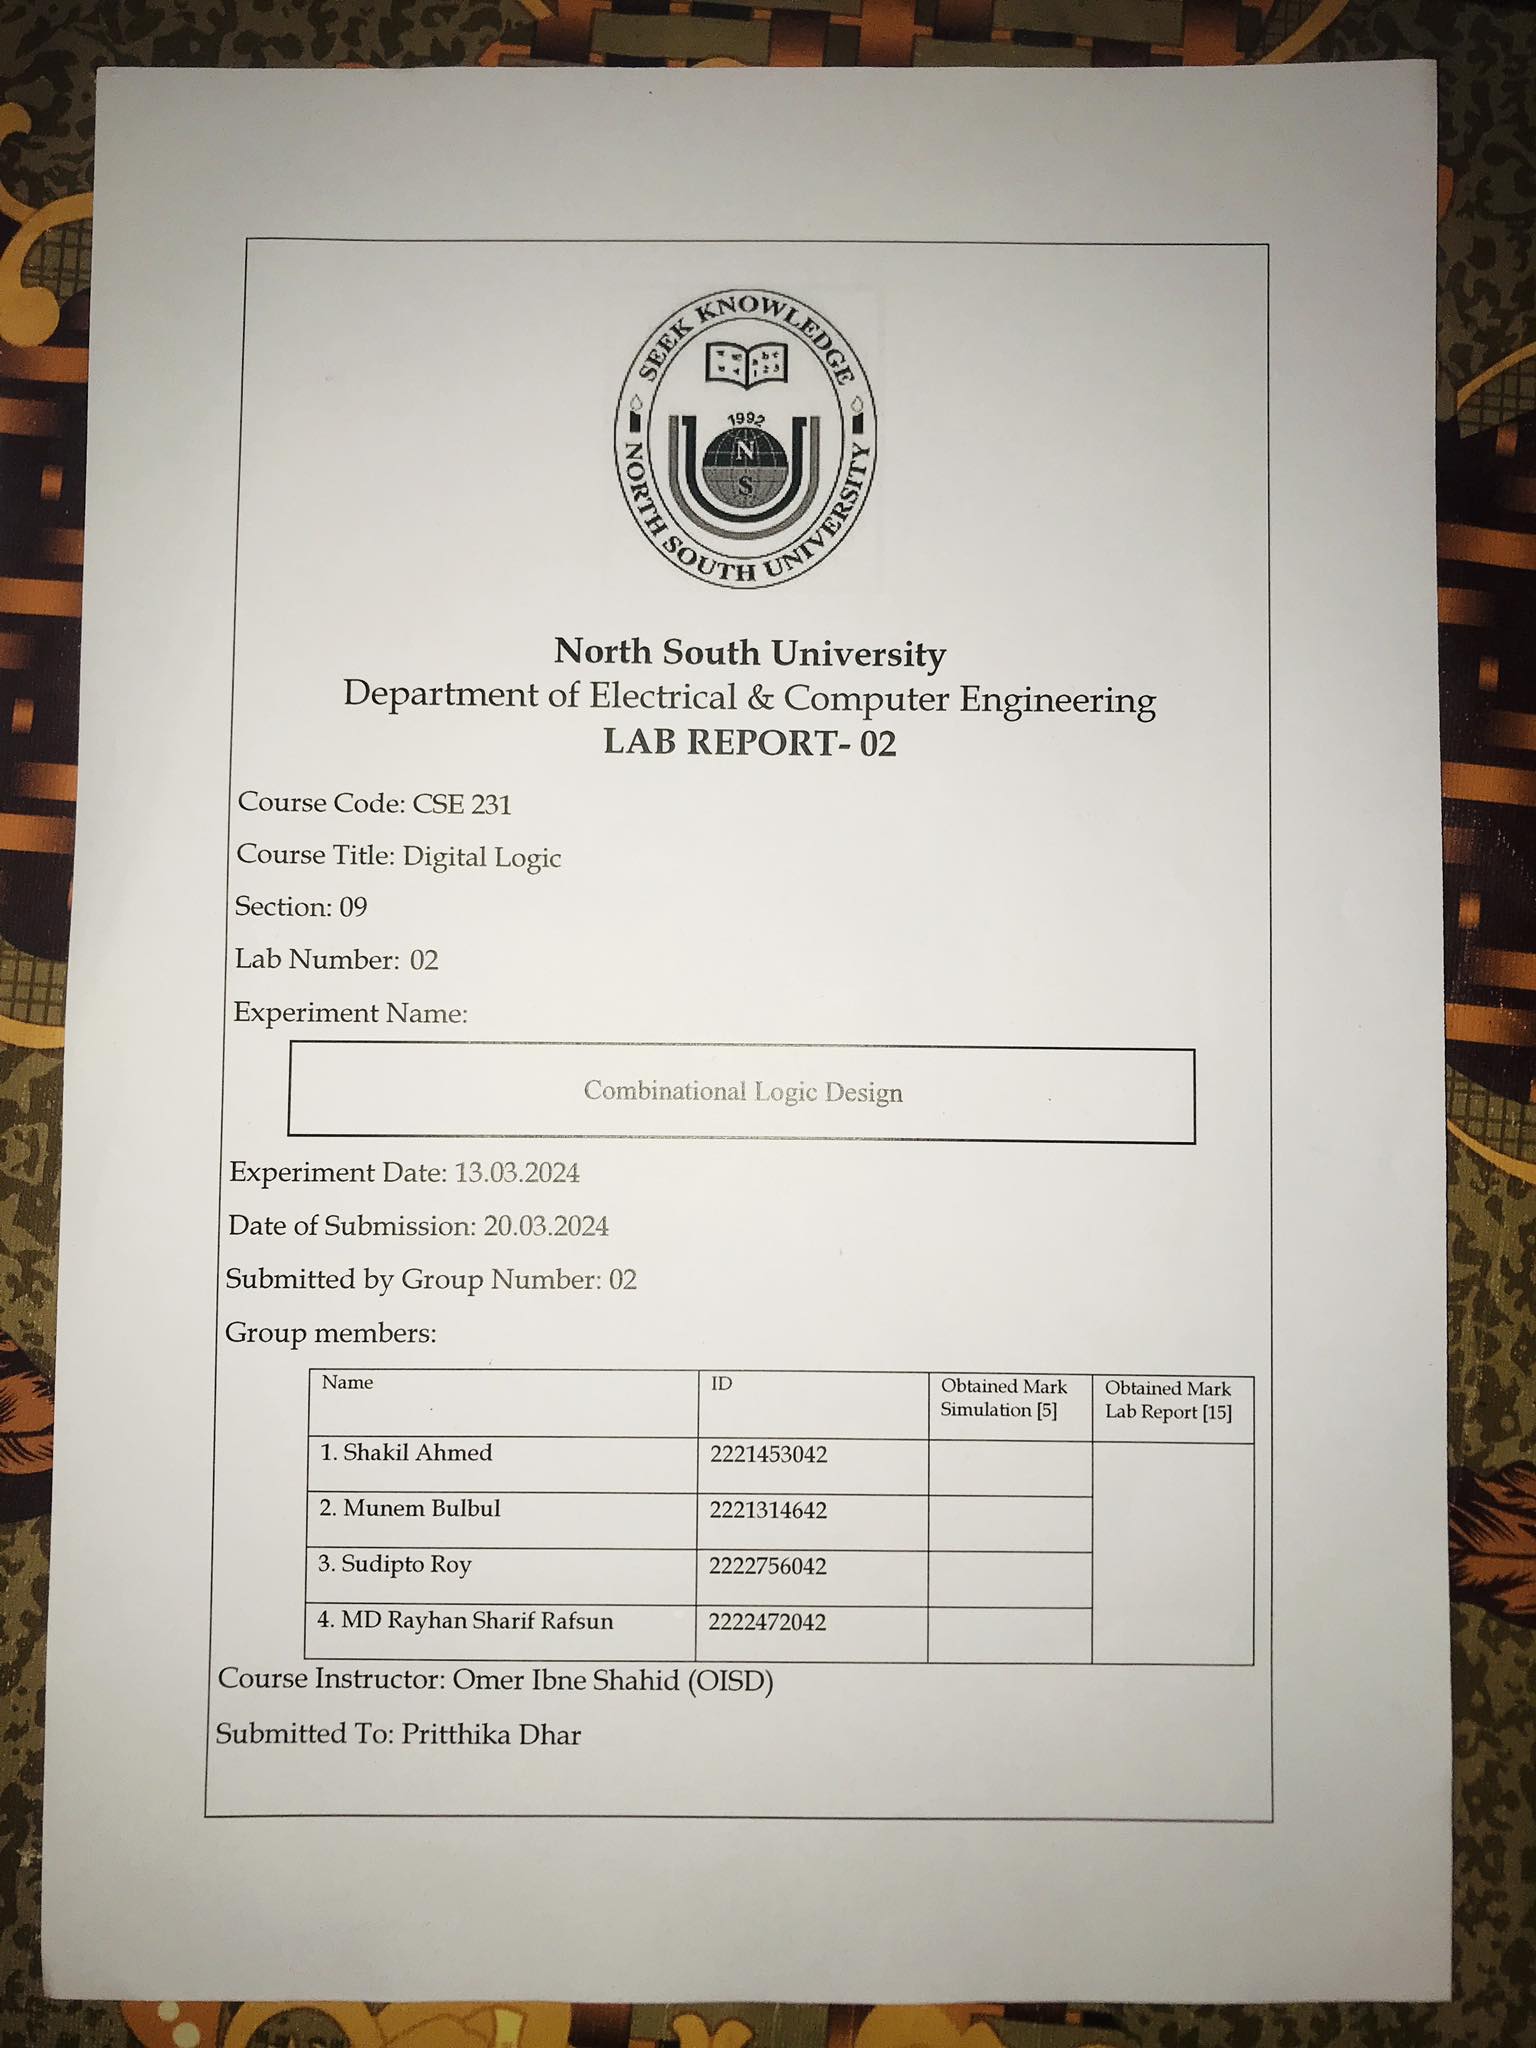 SEEK KNOWLEDGE
1992
N
S
NORTH SOUTH UNIVERSITY
North South University
Department of Electrical & Computer Engineering
LAB REPORT- 02
Course Code: CSE 231
Course Title: Digital Logic
Section: 09
Lab Number: 02
Experiment Name:
Combinational Logic Design
Experiment Date: 13.03.2024
Date of Submission: 20.03.2024
Submitted by Group Number: 02
Group members:
Name ID Obtained Mark Simulation [5] Obtained Mark Lab Report [15]
1. Shakil Ahmed 2221453042
2. Munem Bulbul 2221314642
3. Sudipto Roy 2222756042
4. MD Rayhan Sharif Rafsun 2222472042
Course Instructor: Omer Ibne Shahid (OISD)
Submitted To: Pritthika Dhar